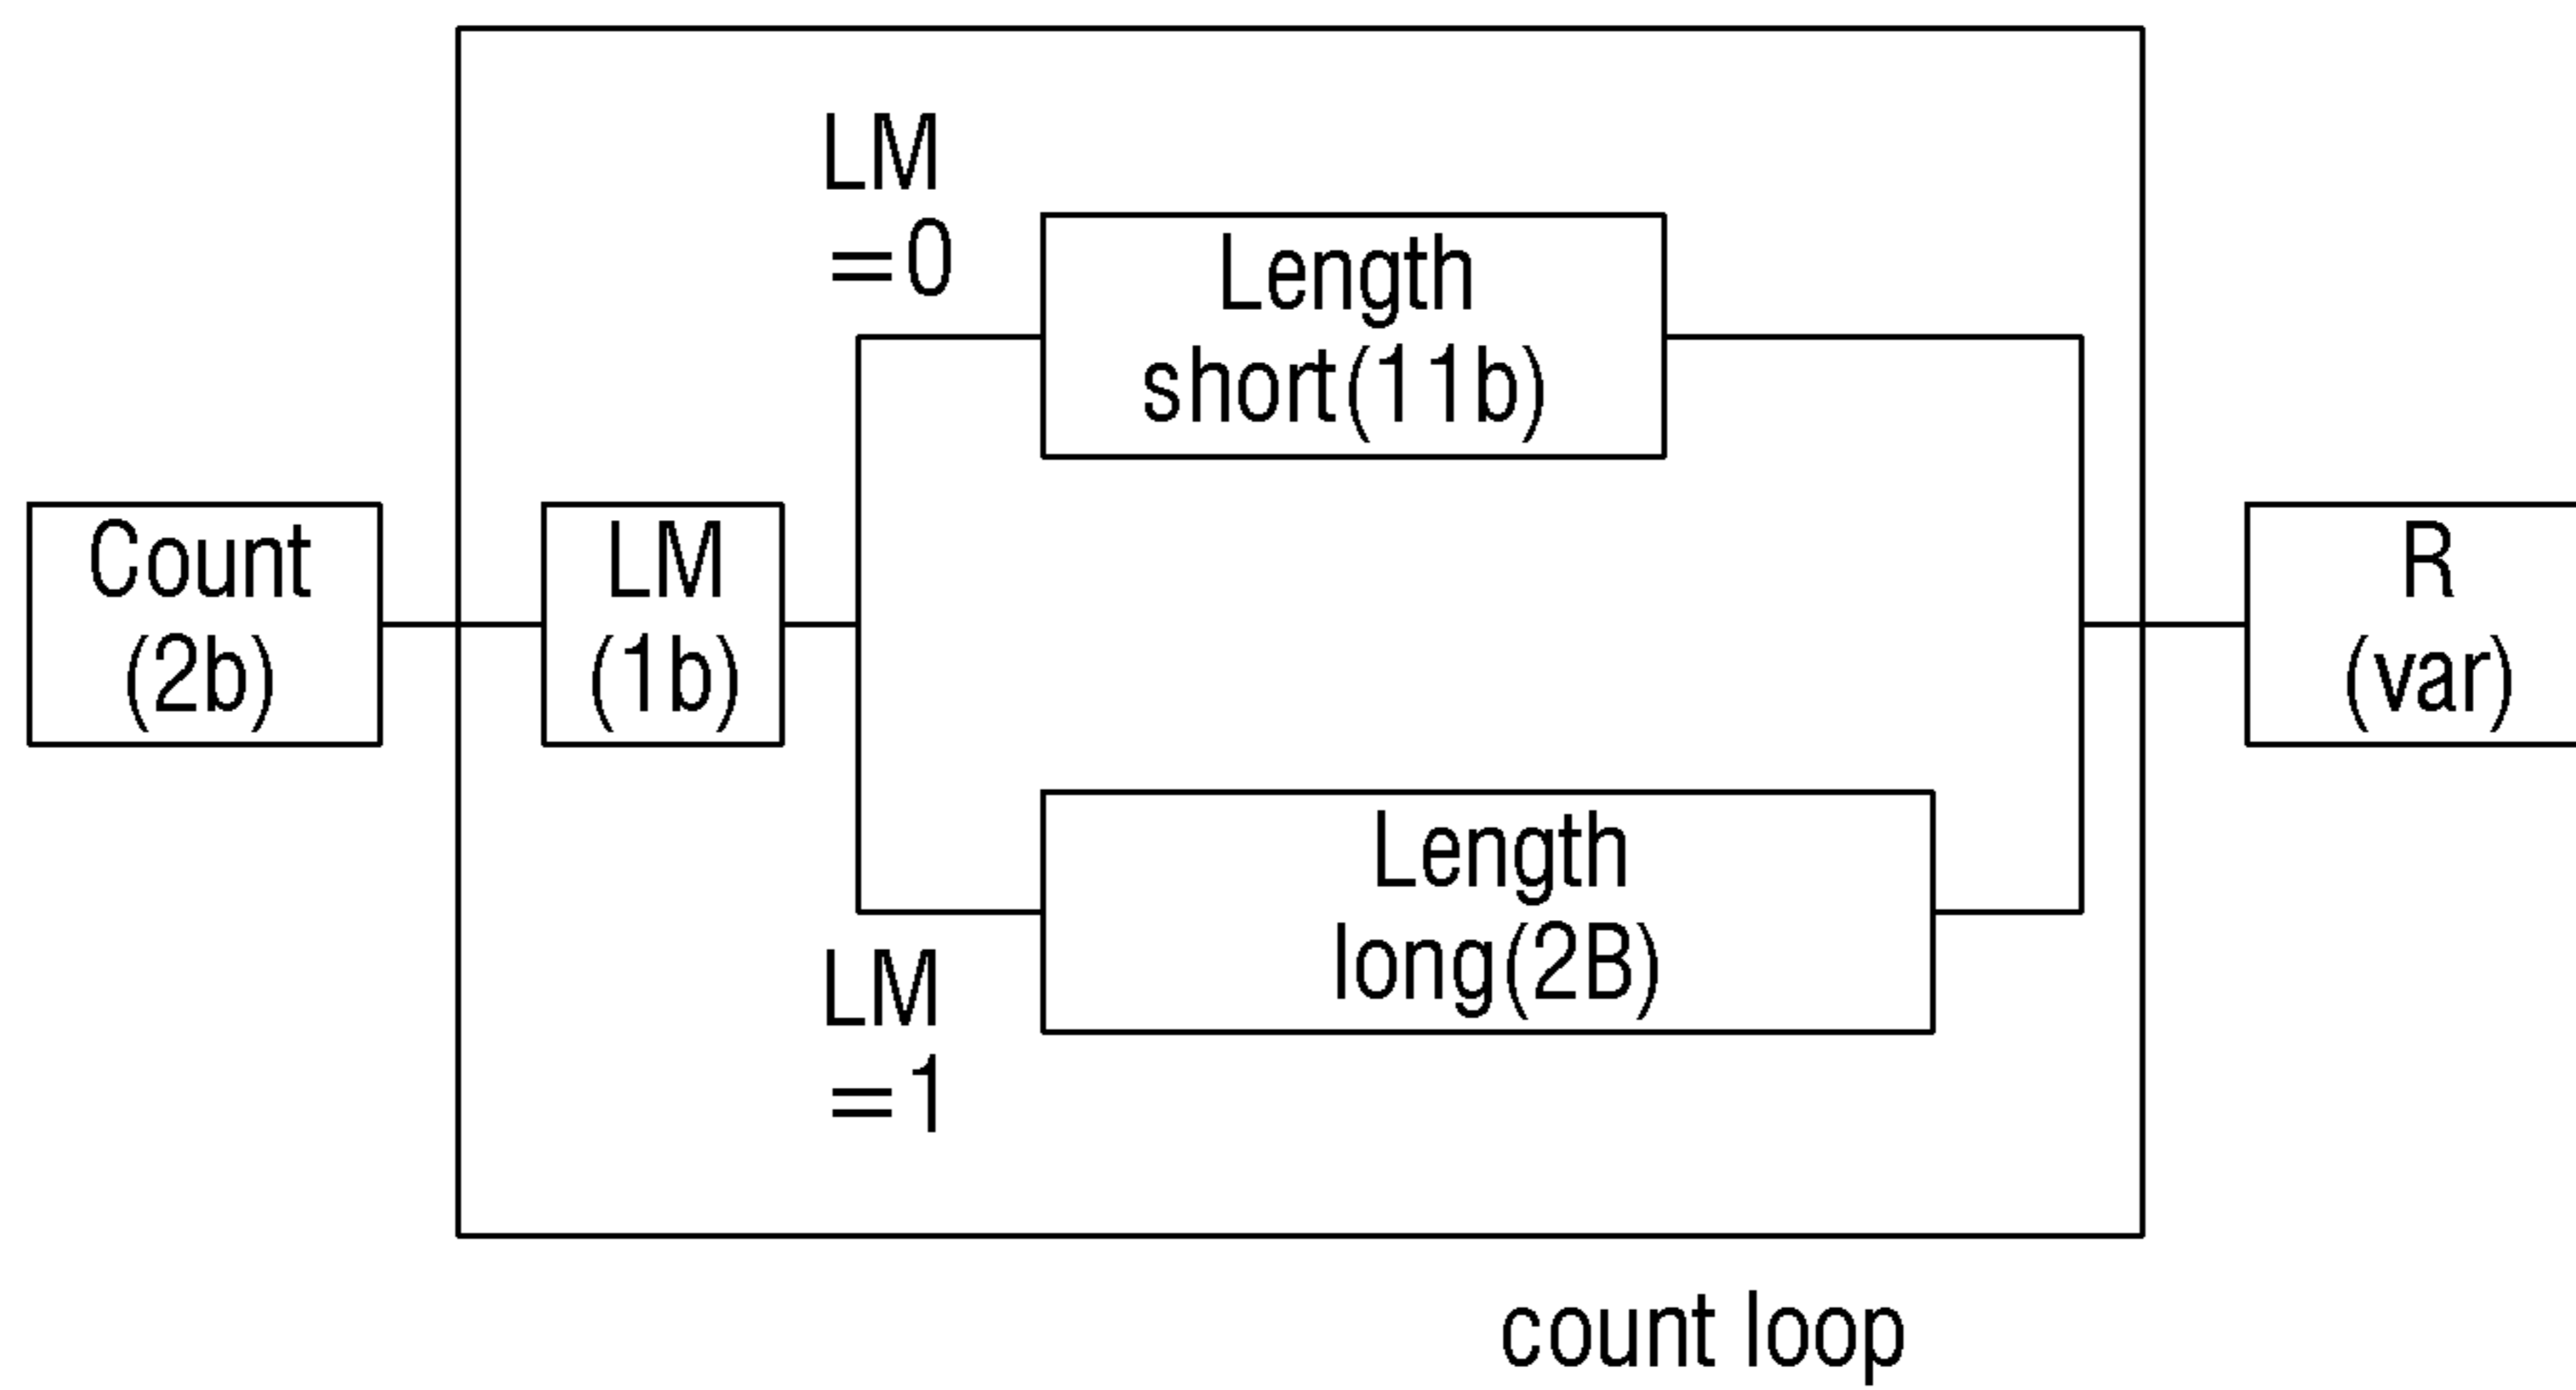 Count
(2b)
LM
(1b)
LM
=0
Length
short(11b)
Length
long(2B)
LM
=1
R
(var)
count loop